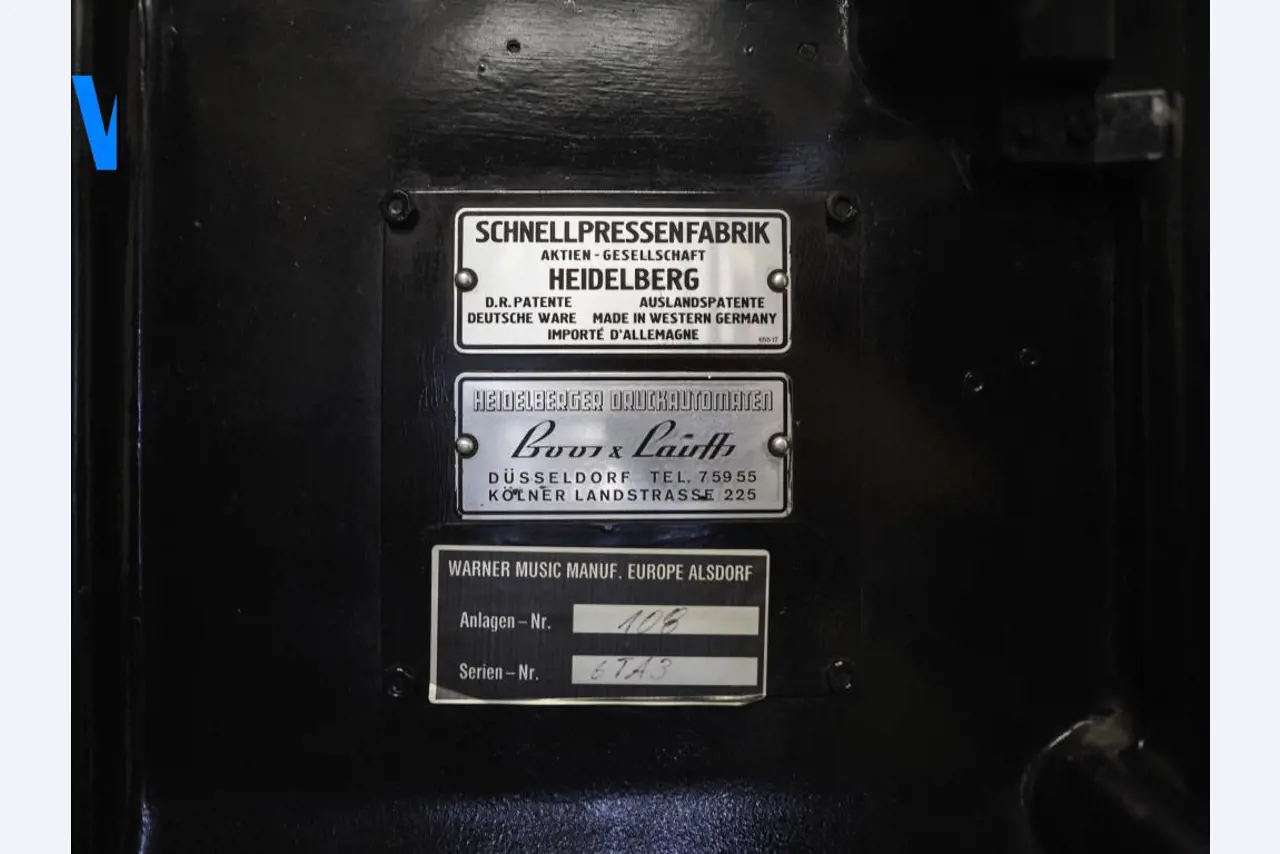 SCHNELLPRESSENFABRIK
AKTIEN-GESELLSCHAFT
HEIDELBERG
D.R. PATENTE AUSLANDSPATENTE
DEUTSCHE WARE MADE IN WESTERN GERMANY
IMPORTÉ D'ALLEMAGNE
HEIDELBERGER DRUCKAUTOMATEN
Boos x Läufts
DÜSSELDORF TEL. 75955
KÖLNER LANDSTRASSE 225
WARNER MUSIC MANUF. EUROPE ALSDORF
Anlagen-Nr. 108
Serien-Nr. 6TA3